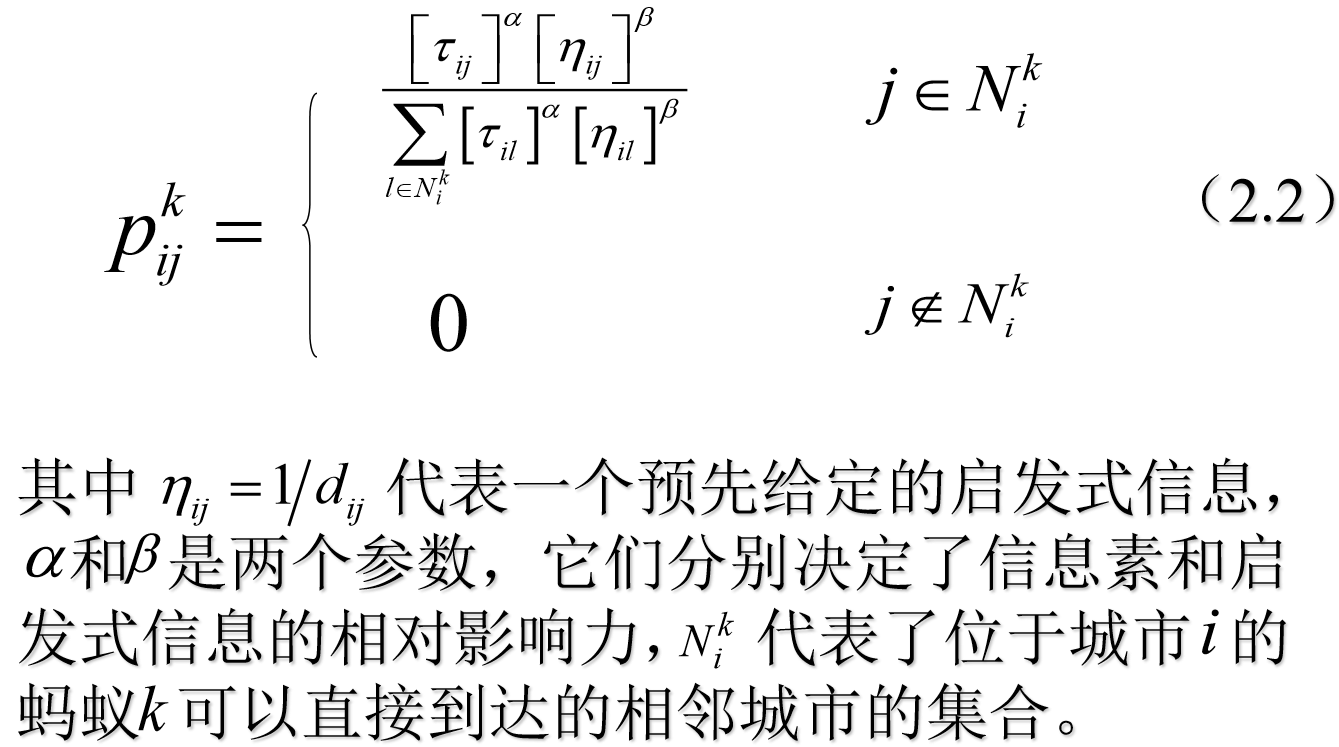 $$p_{ij}^{k} = \begin{cases} \dfrac{[\tau_{ij}]^{\alpha}[\eta_{ij}]^{\beta}}{\sum\limits_{l \in N_i^k} [\tau_{il}]^{\alpha}[\eta_{il}]^{\beta}} & j \in N_i^k \\ 0 & j \notin N_i^k \end{cases} （2.2）$$
其中 $\eta_{ij} = 1/d_{ij}$ 代表一个预先给定的启发式信息，
$\alpha$和$\beta$是两个参数，它们分别决定了信息素和启
发式信息的相对影响力，$N_i^k$ 代表了位于城市$i$的
蚂蚁$k$可以直接到达的相邻城市的集合。